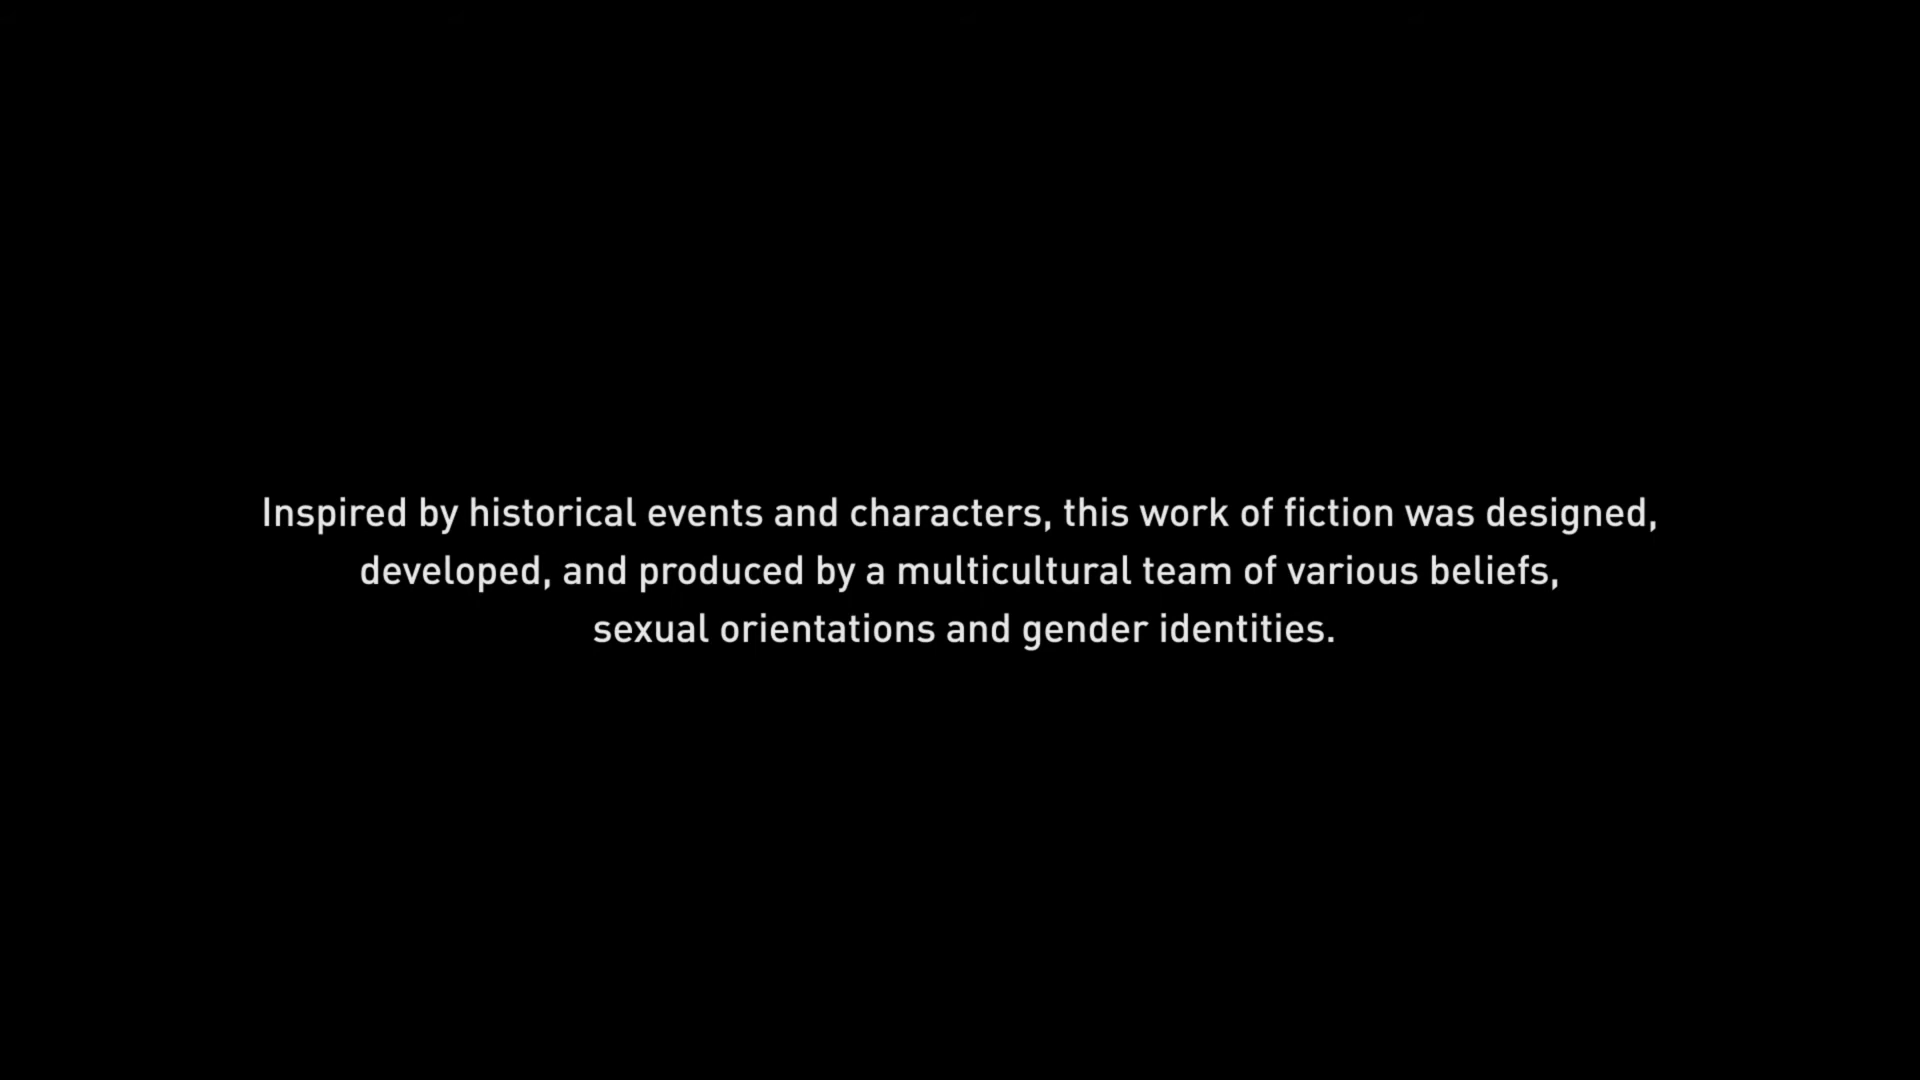 Inspired by historical events and characters, this work of fiction was designed,
developed, and produced by a multicultural team of various beliefs,
sexual orientations and gender identities.